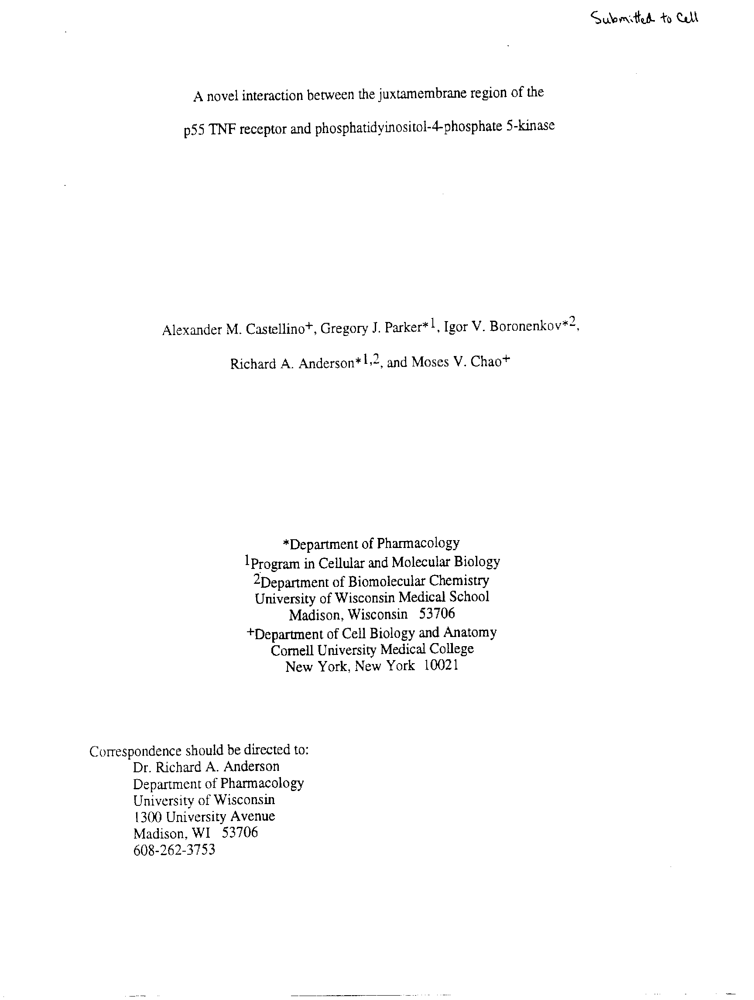 Submitted to Cell
A novel interaction between the juxtamembrane region of the
p55 TNF receptor and phosphatidyinositol-4-phosphate 5-kinase
Alexander M. Castellino+, Gregory J. Parker*1, Igor V. Boronenkov*2,
Richard A. Anderson*1,2, and Moses V. Chao+
*Department of Pharmacology
1Program in Cellular and Molecular Biology
2Department of Biomolecular Chemistry
University of Wisconsin Medical School
Madison, Wisconsin 53706
+Department of Cell Biology and Anatomy
Cornell University Medical College
New York, New York 10021
Correspondence should be directed to:
Dr. Richard A. Anderson
Department of Pharmacology
University of Wisconsin
1300 University Avenue
Madison, WI 53706
608-262-3753